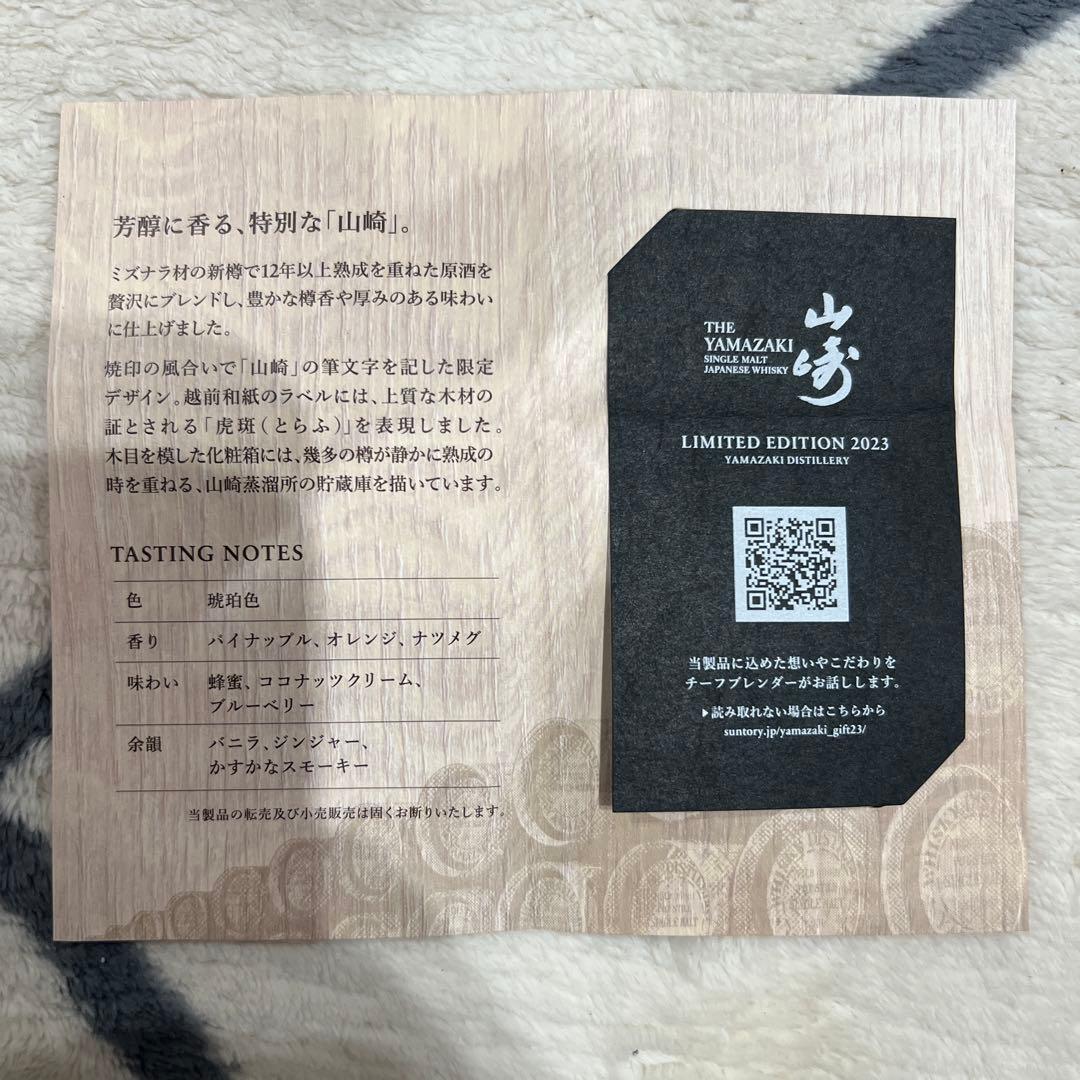 芳醇に香る、特別な「山崎」。
ミズナラ材の新樽で12年以上熟成を重ねた原酒を
贅沢にブレンドし、豊かな樽香や厚みのある味わい
に仕上げました。
焼印の風合いで「山崎」の筆文字を記した限定
デザイン。越前和紙のラベルには、上質な木材の
証とされる「虎斑(とらふ)」を表現しました。
木目を模した化粧箱には、幾多の樽が静かに熟成の
時を重ねる、山崎蒸溜所の貯蔵庫を描いています。
TASTING NOTES
色 琥珀色
香り パイナップル、オレンジ、ナツメグ
味わい 蜂蜜、ココナッツクリーム、
ブルーベリー
余韻 バニラ、ジンジャー、
かすかなスモーキー
当製品の転売及び小売販売は固くお断りいたします。
THE
YAMAZAKI
SINGLE MALT
JAPANESE WHISKY
山崎
LIMITED EDITION 2023
YAMAZAKI DISTILLERY
当製品に込めた想いやこだわりを
チーフブレンダーがお話しします。
▶読み取れない場合はこちらから
suntory.jp/yamazaki_gift23/